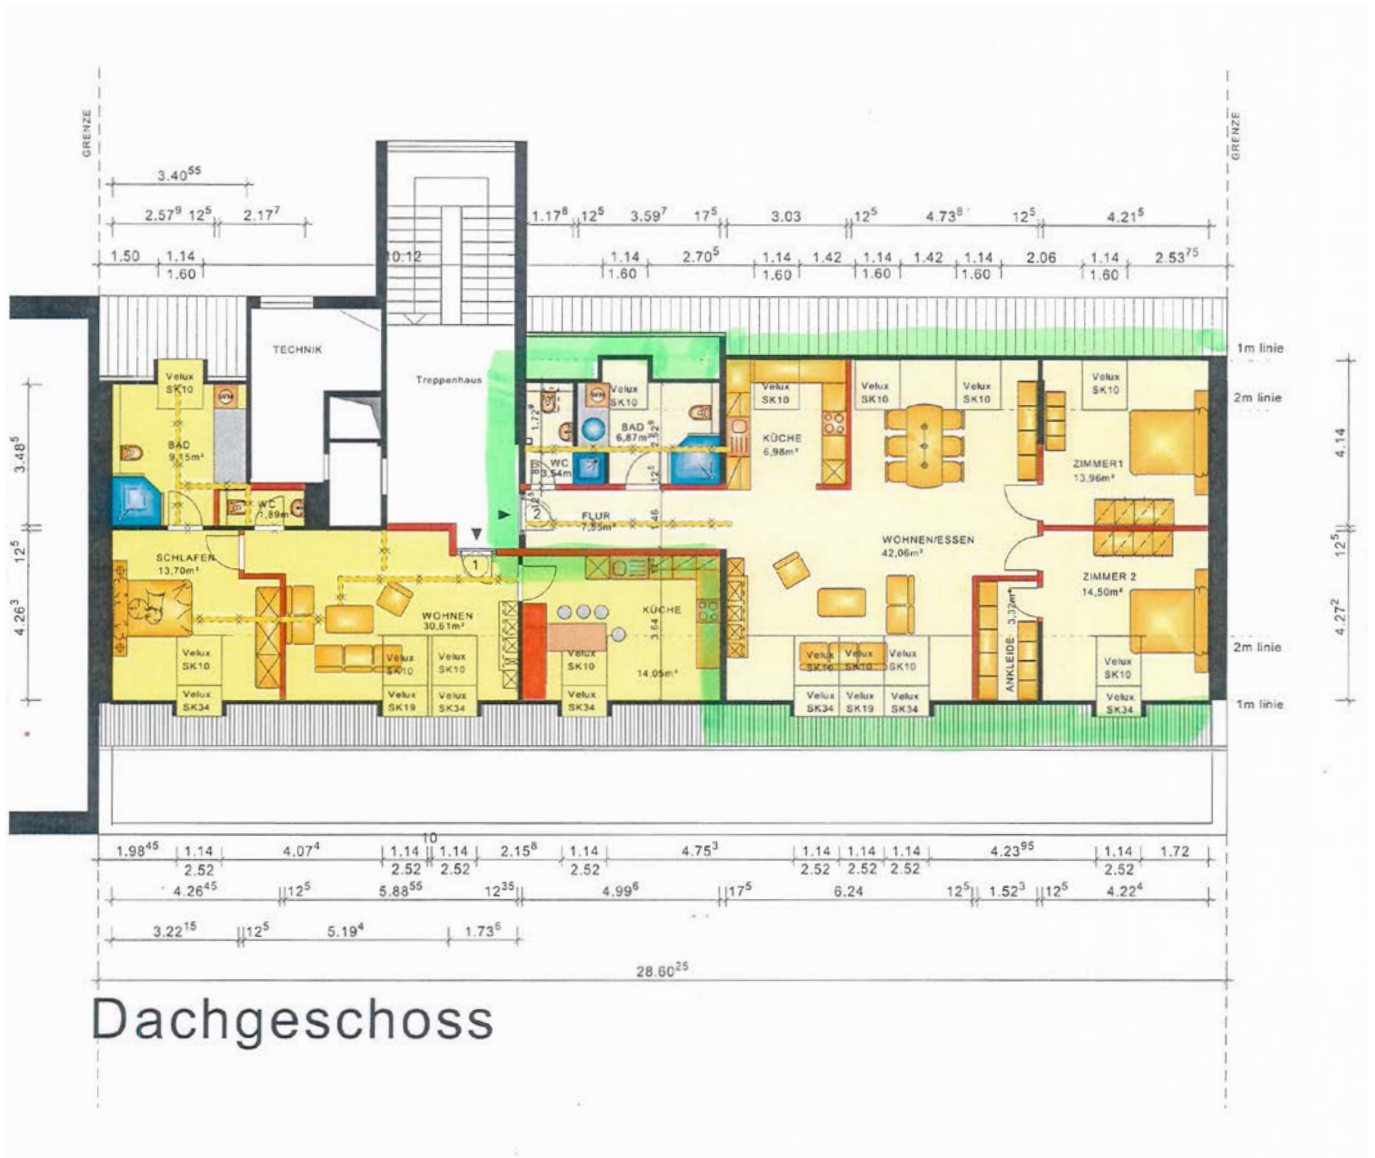 GRENZE
GRENZE
3.40⁵⁵
2.57⁹ 12⁵ 2.17⁷
1.17⁸ 12⁵ 3.59⁷ 17⁵ 3.03 12⁵ 4.73⁸ 12⁵ 4.21⁵
1.50 1.14 10.12 1.14 2.70⁵ 1.14 1.42 1.14 1.42 1.14 2.06 1.14 2.53⁷⁵
1.60 1.60 1.60 1.60 1.60 1.60
TECHNIK
Treppenhaus
1m linie
2m linie
Velux
SK10
Velux
SK10
Velux
SK10
Velux
SK10
Velux
SK10
Velux
SK10
BAD
9,15m²
WC
1,89m²
WC
3,54m²
BAD
6,87m²
KÜCHE
6,98m²
ZIMMER1
13,96m²
3.48⁵
12⁵
4.26³
4.14
12⁵
4.27²
1.46
12⁵
3.64
2
FLUR
7,85m²
WOHNEN/ESSEN
42,06m²
SCHLAFEN
13,70m²
1
WOHNEN
30,61m²
KÜCHE
14,05m²
ZIMMER 2
14,50m²
ANKLEIDE 3,32m²
2m linie
1m linie
Velux
SK10
Velux
SK34
Velux
SK10
Velux
SK19
Velux
SK10
Velux
SK34
Velux
SK10
Velux
SK34
Velux
SK10
Velux
SK34
Velux
SK10
Velux
SK19
Velux
SK10
Velux
SK34
Velux
SK10
Velux
SK34
10
1.98⁴⁵ 1.14 4.07⁴ 1.14 1.14 2.15⁸ 1.14 4.75³ 1.14 1.14 1.14 4.23⁹⁵ 1.14 1.72
2.52 2.52 2.52 2.52 2.52 2.52 2.52 2.52
4.26⁴⁵ 12⁵ 5.88⁵⁵ 12³⁵ 4.99⁶ 17⁵ 6.24 12⁵ 1.52³ 12⁵ 4.22⁴
3.22¹⁵ 12⁵ 5.19⁴ 1.73⁵
28.60²⁵
Dachgeschoss